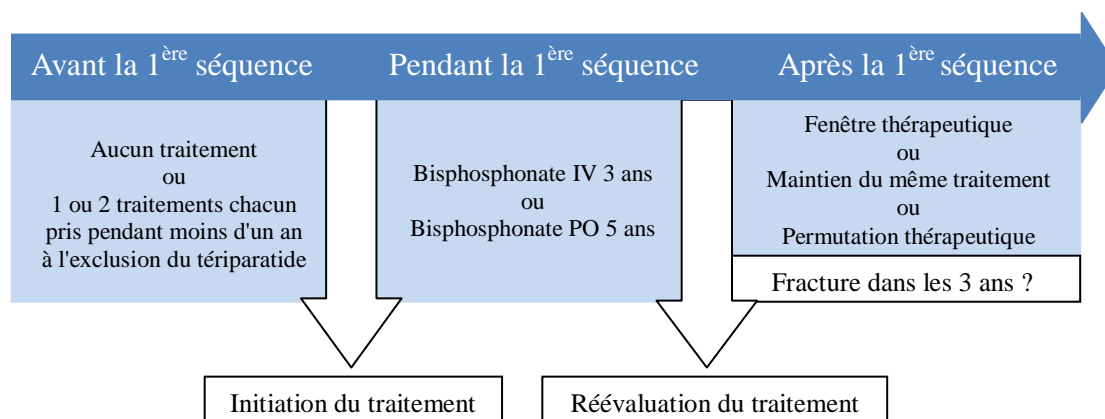 Avant la 1ère séquence
Pendant la 1ère séquence
Après la 1ère séquence
Aucun traitement
ou
1 ou 2 traitements chacun
pris pendant moins d'un an
à l'exclusion du tériparatide
Bisphosphonate IV 3 ans
ou
Bisphosphonate PO 5 ans
Fenêtre thérapeutique
ou
Maintien du même traitement
ou
Permutation thérapeutique
Fracture dans les 3 ans ?
Initiation du traitement
Réévaluation du traitement